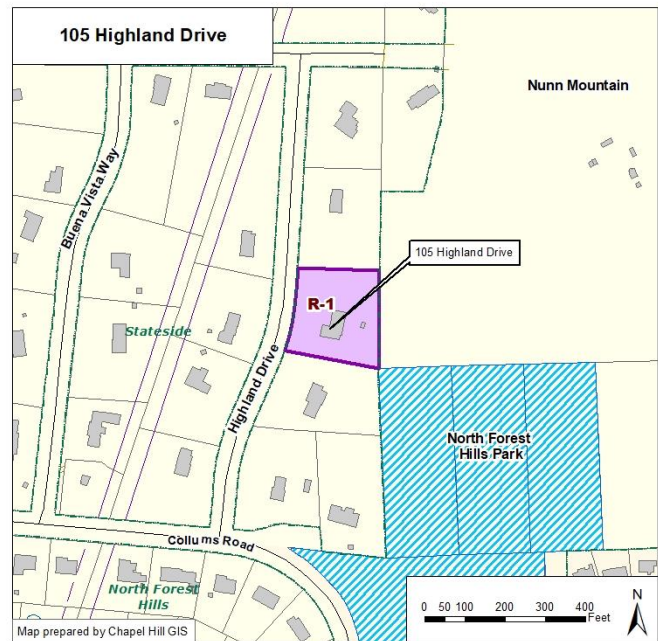 105 Highland Drive
Nunn Mountain
Buena Vista Way
105 Highland Drive
R-1
Stateside
Highland Drive
North Forest
Hills Park
Collums Road
North Forest
Hills
0 50 100 200 300 400
Feet
N
Map prepared by Chapel Hill GIS